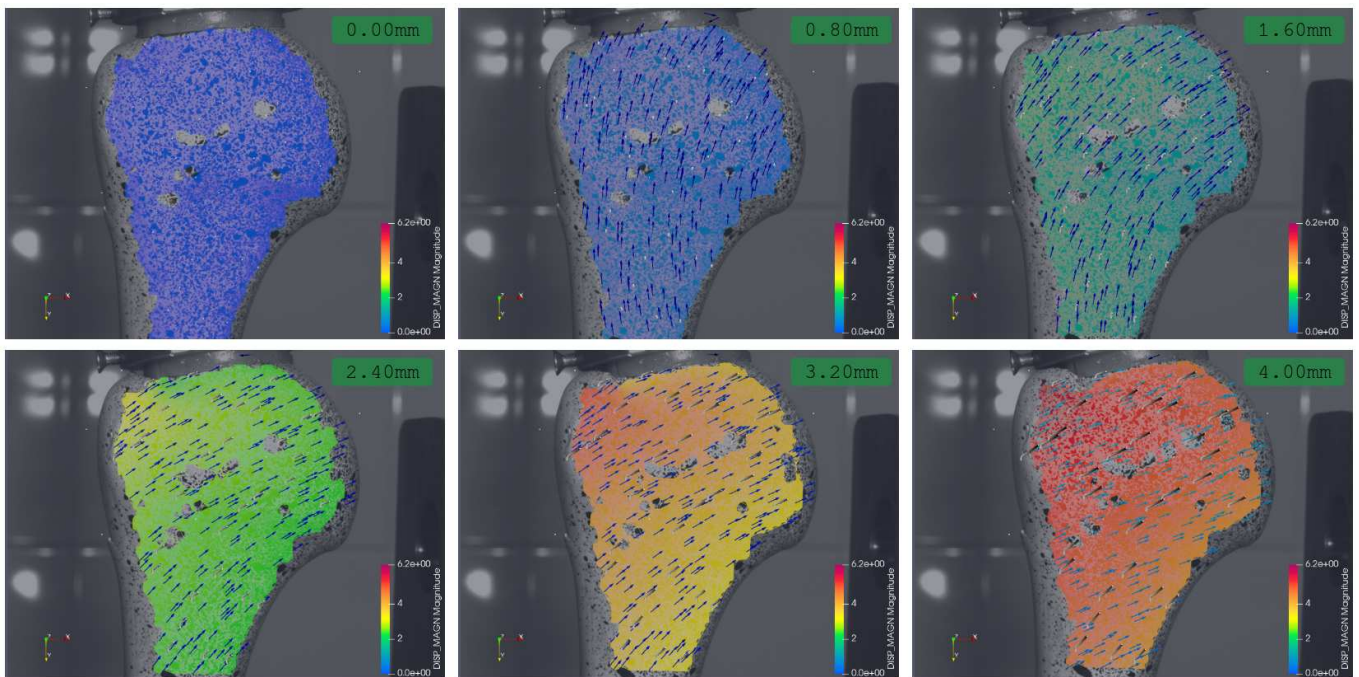 0.00mm
6.2e+00
4
2
0.0e+00
DISP_MAGN Magnitude
Z
X
Y
0.80mm
6.2e+00
4
2
0.0e+00
DISP_MAGN Magnitude
Z
X
Y
1.60mm
6.2e+00
4
2
0.0e+00
DISP_MAGN Magnitude
Z
X
Y
2.40mm
6.2e+00
4
2
0.0e+00
DISP_MAGN Magnitude
Z
X
Y
3.20mm
6.2e+00
4
2
0.0e+00
DISP_MAGN Magnitude
Z
X
Y
4.00mm
6.2e+00
4
2
0.0e+00
DISP_MAGN Magnitude
Z
X
Y